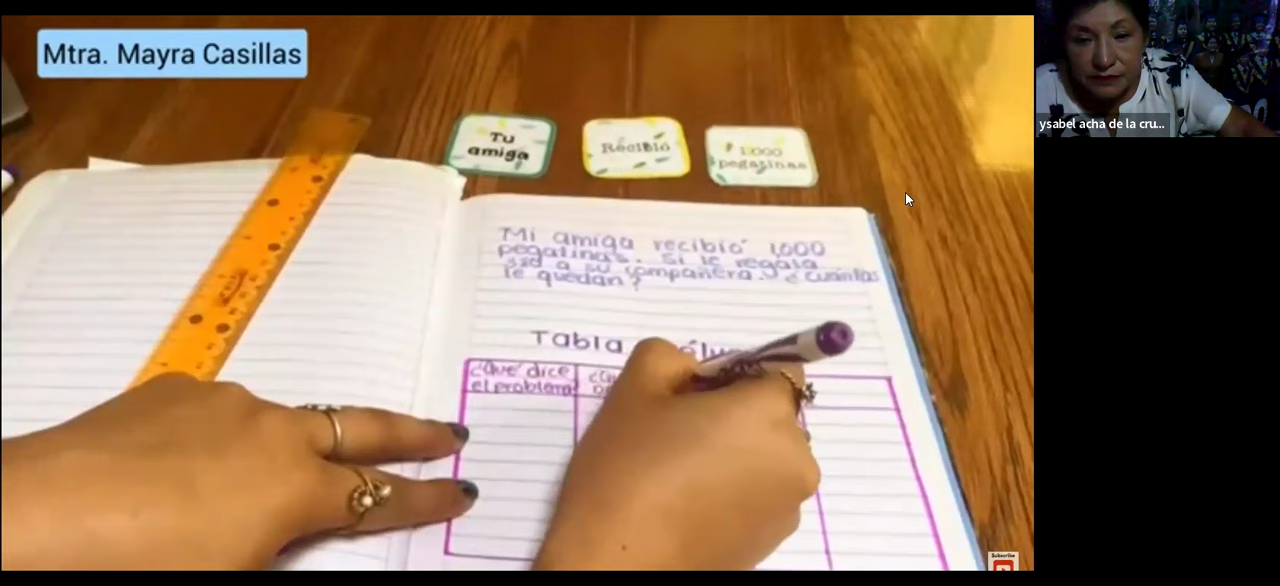 Mtra. Mayra Casillas
ysabel acha de la cru...
Tu
amiga
Recibió
1,000
pegatinas
Mi amiga recibió 1,000
pegatinas. Si le regala
a su compañera. ¿cuántas
le quedan?
Tabla
¿Qué dice
el problema?
Subscribe